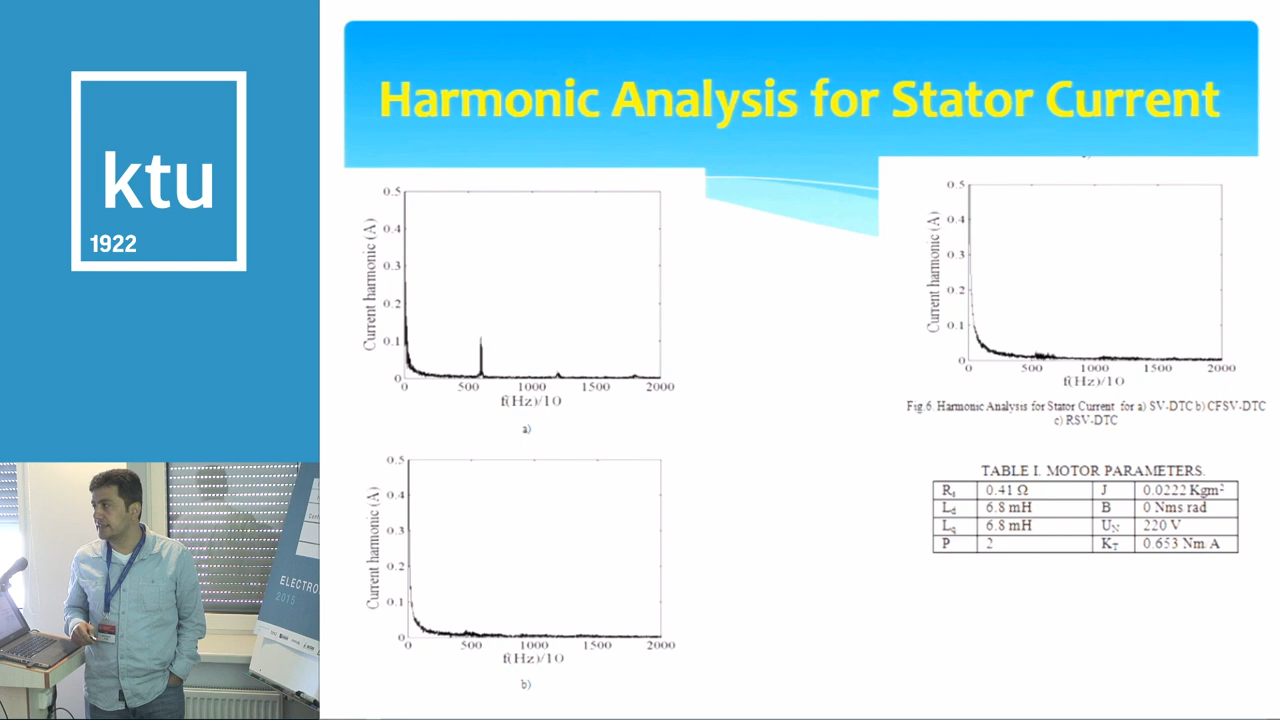 ktu
1922
Harmonic Analysis for Stator Current
0.5
0.4
0.3
0.2
0.1
0
Current harmonic (A)
0 500 1000 1500 2000
f(Hz)/10
a)
0.5
0.4
0.3
0.2
0.1
0
Current harmonic (A)
0 500 1000 1500 2000
f(Hz)/10
b)
0.5
0.4
0.3
0.2
0.1
0
Current harmonic (A)
0 500 1000 1500 2000
f(Hz)/10
Fig.6. Harmonic Analysis for Stator Current for a) SV-DTC b) CFSV-DTC
c) RSV-DTC
TABLE I. MOTOR PARAMETERS.
Rs 0.41 Ω J 0.0222 Kgm²
Ld 6.8 mH B 0 Nms rad
Lq 6.8 mH UN 220 V
P 2 KT 0.653 Nm A
ELECTRO
2015